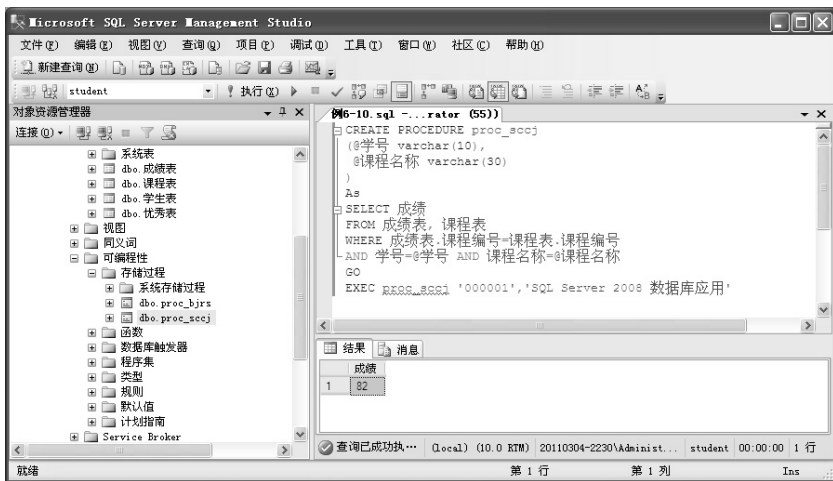 Microsoft SQL Server Management Studio
文件(F) 编辑(E) 视图(V) 查询(Q) 项目(P) 调试(D) 工具(T) 窗口(W) 社区(C) 帮助(H)
新建查询(N)
student 执行(X)
对象资源管理器
连接(O)
系统表
dbo.成绩表
dbo.课程表
dbo.学生表
dbo.优秀表
视图
同义词
可编程性
存储过程
系统存储过程
dbo.proc_bjrs
dbo.proc_sccj
函数
数据库触发器
程序集
类型
规则
默认值
计划指南
Service Broker
例6-10.sql -...rator (55))
CREATE PROCEDURE proc_sccj
(@学号 varchar(10),
@课程名称 varchar(30)
)
As
SELECT 成绩
FROM 成绩表, 课程表
WHERE 成绩表.课程编号=课程表.课程编号
AND 学号=@学号 AND 课程名称=@课程名称
GO
EXEC proc_sccj '000001','SQL Server 2008 数据库应用'
结果 消息
成绩
1 82
查询已成功执… (local) (10.0 RTM) 20110304-2230\Administ... student 00:00:00 1 行
就绪 第 1 行 第 1 列 Ins